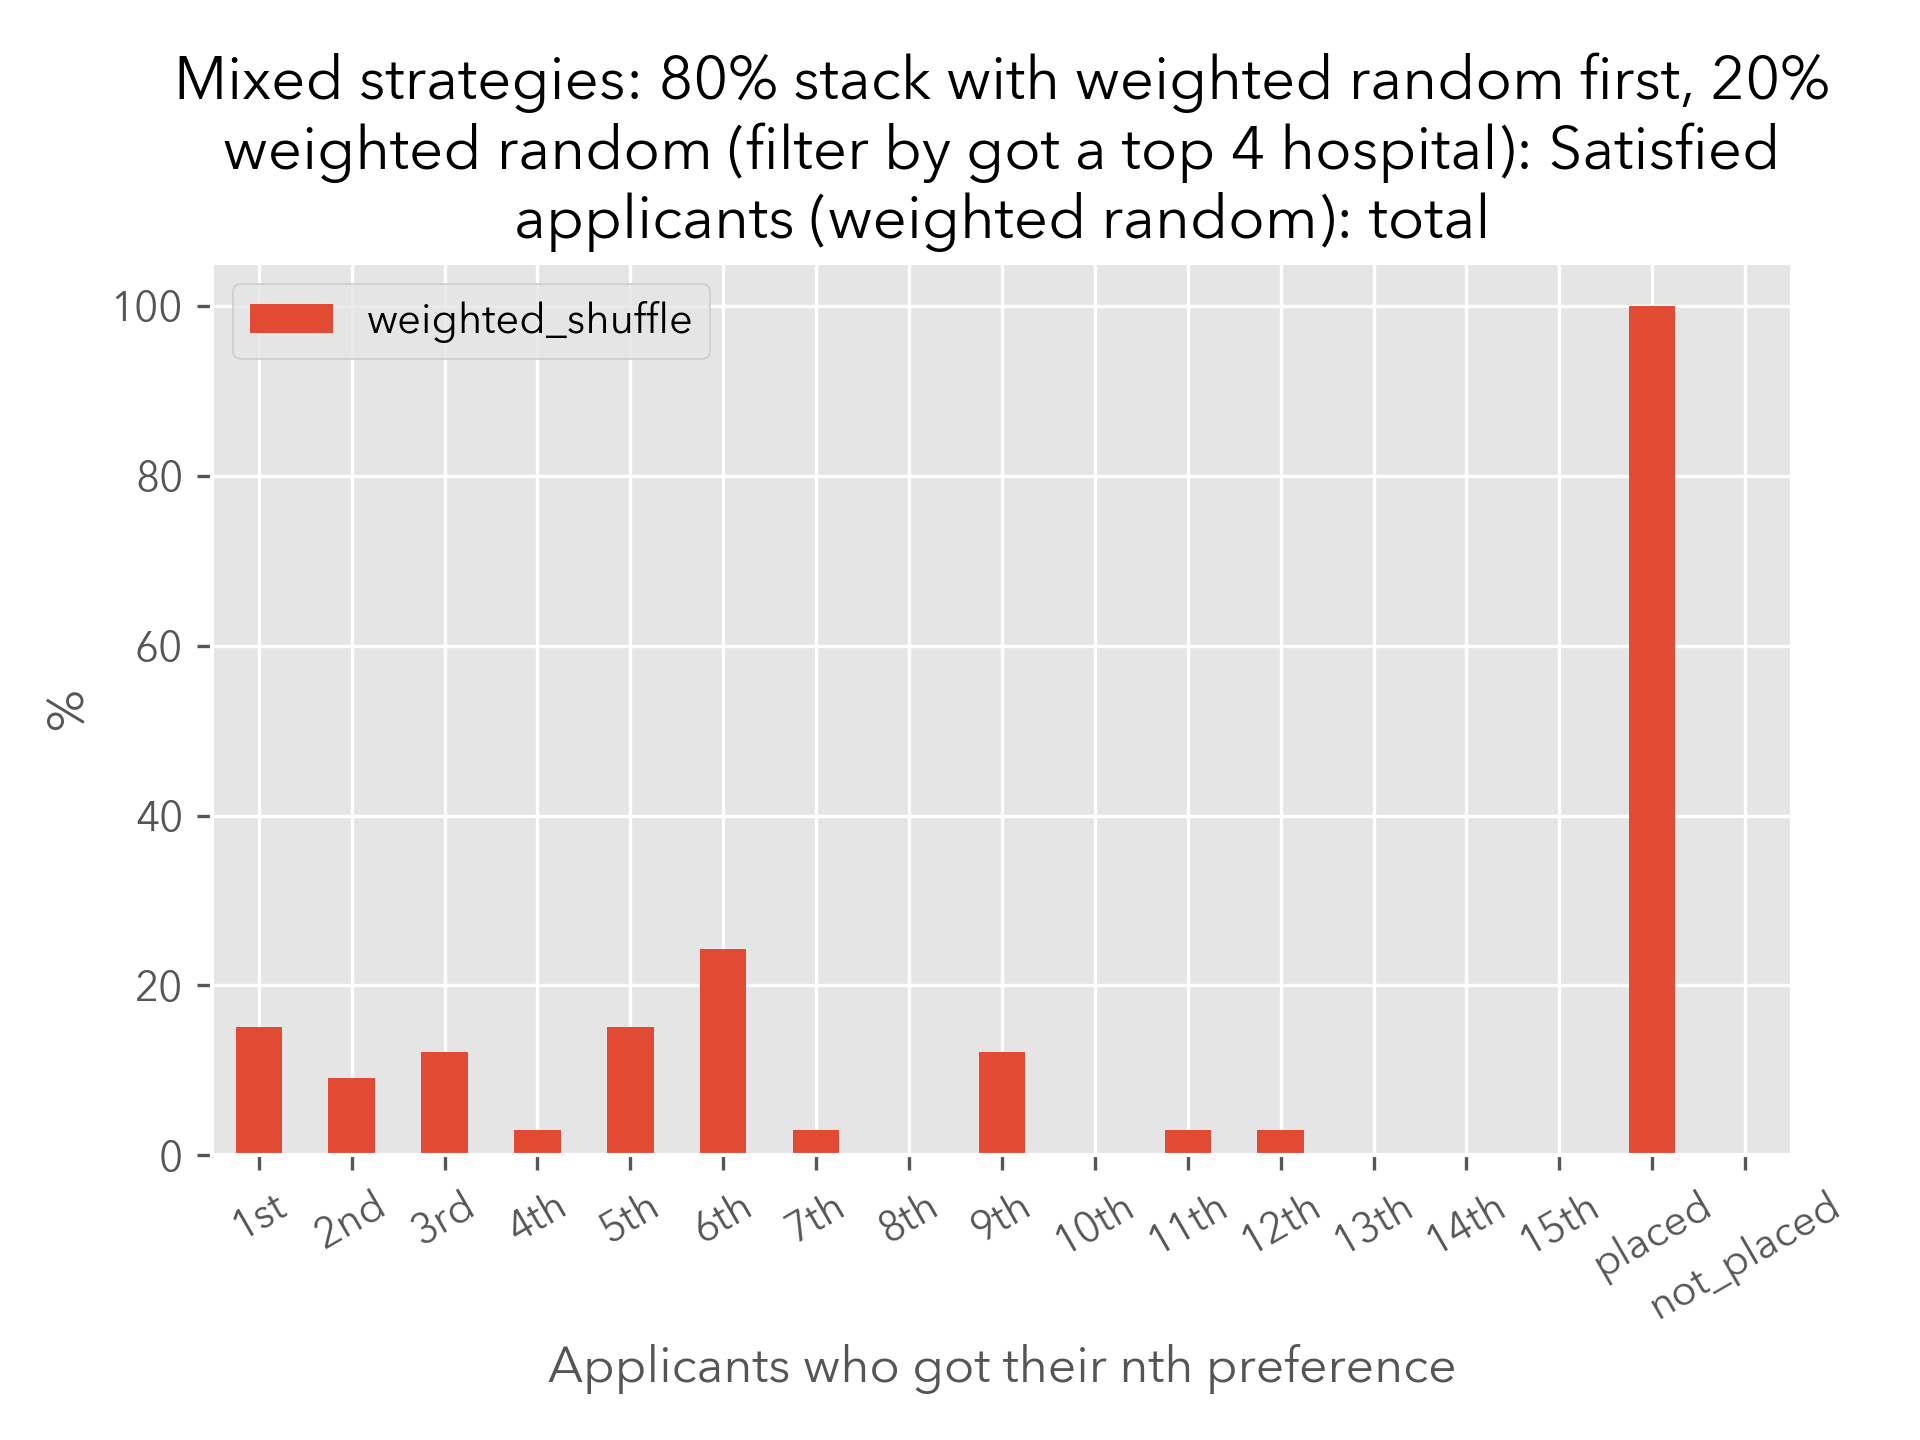 Mixed strategies: 80% stack with weighted random first, 20%
weighted random (filter by got a top 4 hospital): Satisfied
applicants (weighted random): total
weighted_shuffle
100
80
60
40
20
0
%
1st
2nd
3rd
4th
5th
6th
7th
8th
9th
10th
11th
12th
13th
14th
15th
placed
not_placed
Applicants who got their nth preference